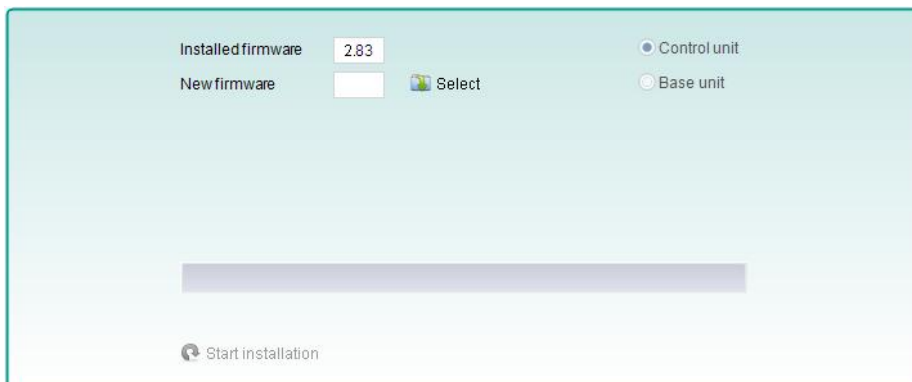 Installed firmware 2.83 Control unit
New firmware Select Base unit
Start installation